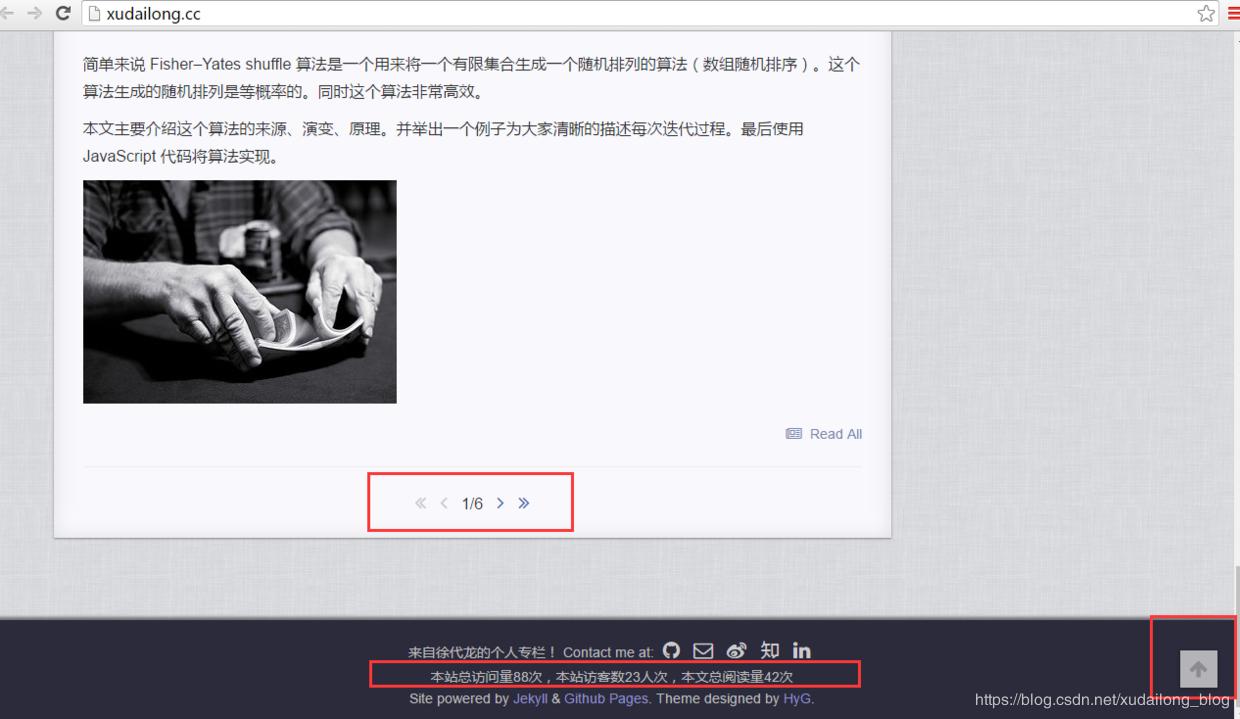 xudailong.cc
简单来说 Fisher–Yates shuffle 算法是一个用来将一个有限集合生成一个随机排列的算法（数组随机排序）。这个
算法生成的随机排列是等概率的。同时这个算法非常高效。
本文主要介绍这个算法的来源、演变、原理。并举出一个例子为大家清晰的描述每次迭代过程。最后使用
JavaScript 代码将算法实现。
Read All
1/6
来自徐代龙的个人专栏！ Contact me at: 知 in
本站总访问量88次，本站访客数23人次，本文总阅读量42次
Site powered by Jekyll & Github Pages. Theme designed by HyG.
https://blog.csdn.net/xudailong_blog